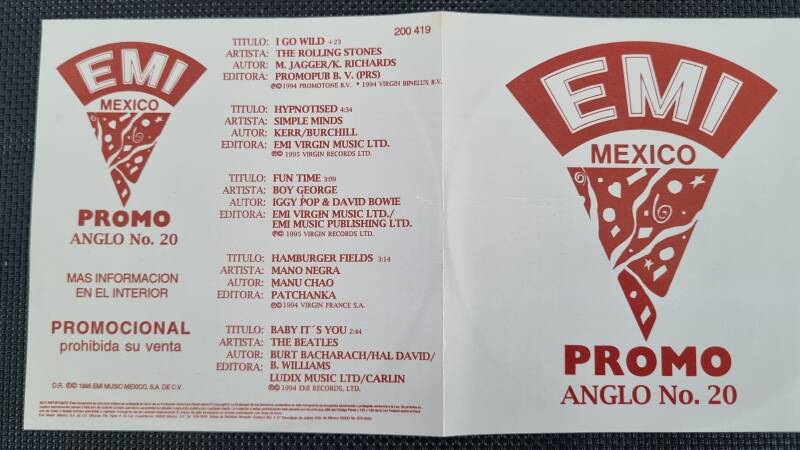 EMI
MEXICO
PROMO
ANGLO No. 20
MAS INFORMACION
EN EL INTERIOR
PROMOCIONAL
prohibida su venta
D.R. ©℗ 1995 EMI MUSIC MEXICO, S.A. DE C.V.
200 419
TITULO: I GO WILD 4:23
ARTISTA: THE ROLLING STONES
AUTOR: M. JAGGER/K. RICHARDS
EDITORA: PROMOPUB B. V. (PRS)
℗©1994 PROMOTONE B.V. • 1994 VIRGIN BENELUX B.V.
TITULO: HYPNOTISED 4:34
ARTISTA: SIMPLE MINDS
AUTOR: KERR/BURCHILL
EDITORA: EMI VIRGIN MUSIC LTD.
℗© 1995 VIRGIN RECORDS LTD.
TITULO: FUN TIME 3:09
ARTISTA: BOY GEORGE
AUTOR: IGGY POP & DAVID BOWIE
EDITORA: EMI VIRGIN MUSIC LTD./
EMI MUSIC PUBLISHING LTD.
℗© 1995 VIRGIN RECORDS LTD.
TITULO: HAMBURGER FIELDS 3:14
ARTISTA: MANO NEGRA
AUTOR: MANU CHAO
EDITORA: PATCHANKA
℗© 1994 VIRGIN FRANCE S.A.
TITULO: BABY IT´S YOU 2:44
ARTISTA: THE BEATLES
AUTOR: BURT BACHARACH/HAL DAVID/
EDITORA: B. WILLIAMS
LUDIX MUSIC LTD/CARLIN
℗© 1994 EMI RECORDS LTD.
EMI
MEXICO
PROMO
ANGLO No. 20